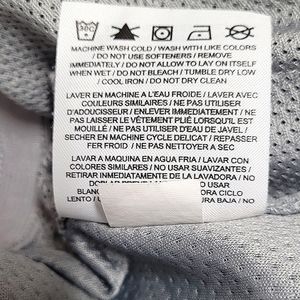 30C
MACHINE WASH COLD / WASH WITH LIKE COLORS
/ DO NOT USE SOFTENERS / REMOVE
IMMEDIATELY / DO NOT ALLOW TO LAY ON ITSELF
WHEN WET / DO NOT BLEACH / TUMBLE DRY LOW
/ COOL IRON / DO NOT DRY CLEAN
LAVER EN MACHINE A L'EAU FROIDE / LAVER AVEC
COULEURS SIMILAIRES / NE PAS UTILISER
D'ADOUCISSEUR / ENLEVER IMMEDIATEMENT / NE
PAS LAISSER LE VÊTEMENT PLIÉ LORSQU'IL EST
MOUILLÉ / NE PAS UTILISER D'EAU DE JAVEL /
SECHER EN MACHINE CYCLE DELICAT / REPASSER
FER FROID / NE PAS NETTOYER A SEC
LAVAR A MAQUINA EN AGUA FRIA / LAVAR CON
COLORES SIMILARES / NO USAR SUAVIZANTES /
RETIRAR INMEDIATAMENTE DE LA LAVADORA / NO
BLANQUEADORA CICLO
LENTO / BAJA / NO